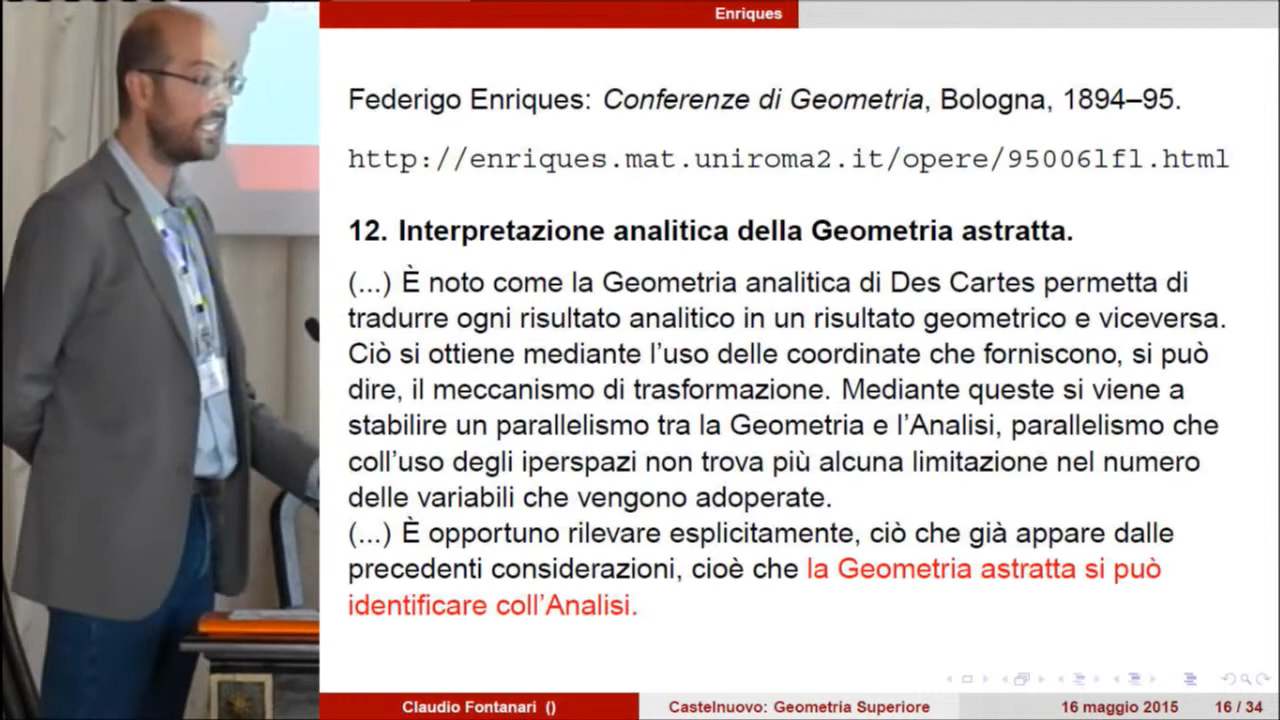 Enriques
Federigo Enriques: Conferenze di Geometria, Bologna, 1894–95.
http://enriques.mat.uniroma2.it/opere/95006lfl.html
12. Interpretazione analitica della Geometria astratta.
(...) È noto come la Geometria analitica di Des Cartes permetta di
tradurre ogni risultato analitico in un risultato geometrico e viceversa.
Ciò si ottiene mediante l'uso delle coordinate che forniscono, si può
dire, il meccanismo di trasformazione. Mediante queste si viene a
stabilire un parallelismo tra la Geometria e l'Analisi, parallelismo che
coll'uso degli iperspazi non trova più alcuna limitazione nel numero
delle variabili che vengono adoperate.
(...) È opportuno rilevare esplicitamente, ciò che già appare dalle
precedenti considerazioni, cioè che la Geometria astratta si può
identificare coll'Analisi.
Claudio Fontanari () Castelnuovo: Geometria Superiore 16 maggio 2015 16 / 34